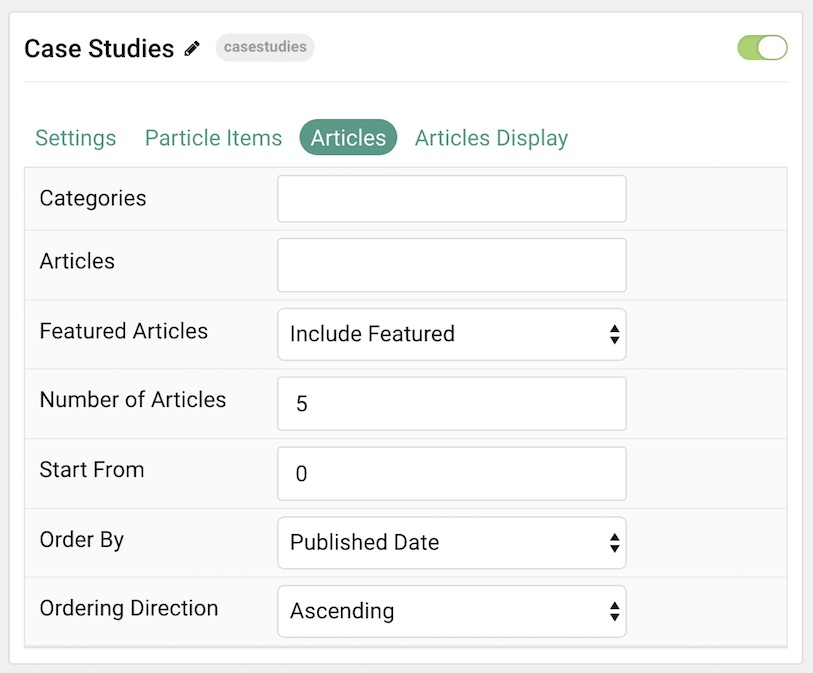 Case Studies casestudies
Settings Particle Items Articles Articles Display
Categories
Articles
Featured Articles Include Featured
Number of Articles 5
Start From 0
Order By Published Date
Ordering Direction Ascending